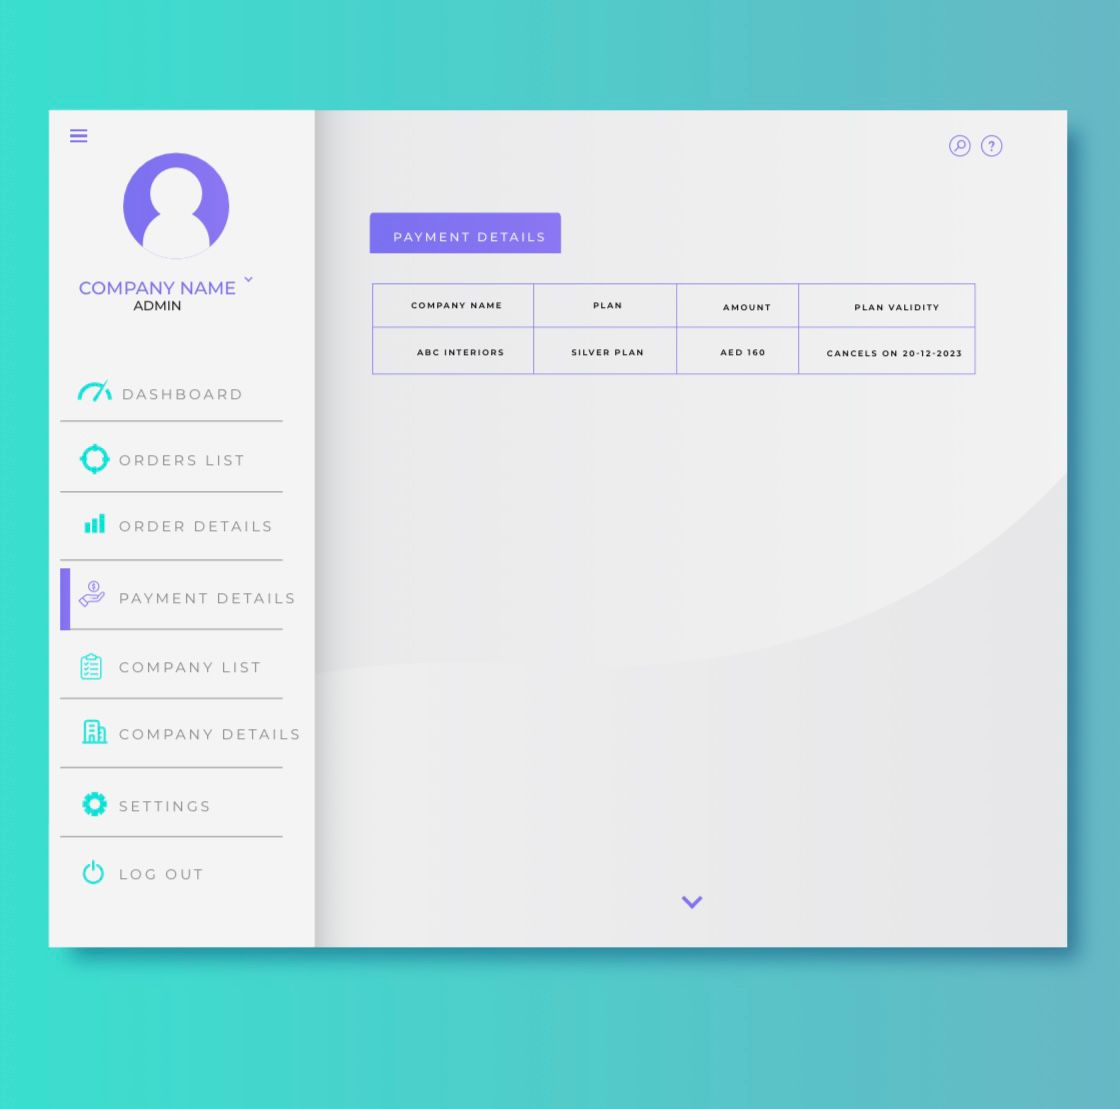 COMPANY NAME
ADMIN
DASHBOARD
ORDERS LIST
ORDER DETAILS
$
PAYMENT DETAILS
COMPANY LIST
COMPANY DETAILS
SETTINGS
LOG OUT
?
PAYMENT DETAILS
COMPANY NAME PLAN AMOUNT PLAN VALIDITY
ABC INTERIORS SILVER PLAN AED 160 CANCELS ON 20-12-2023